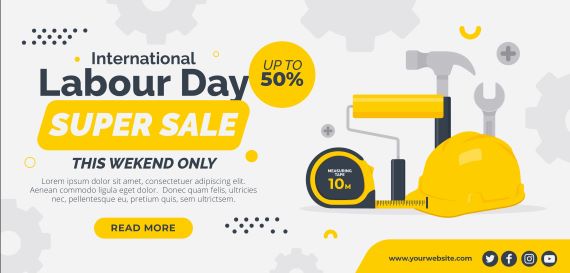 International
Labour Day
UP TO
50%
SUPER SALE
THIS WEKEND ONLY
Lorem ipsum dolor sit amet, consectetuer adipiscing elit.
Aenean commodo ligula eget dolor. Donec quam felis, ultricies
nec, pellentesque eu, pretium quis, sem ultrictsem.
READ MORE
MEASURING
TAPE
10M
www.yourwebsite.com